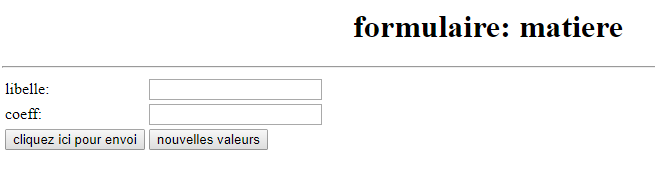 formulaire: matiere
libelle:
coeff:
cliquez ici pour envoi nouvelles valeurs